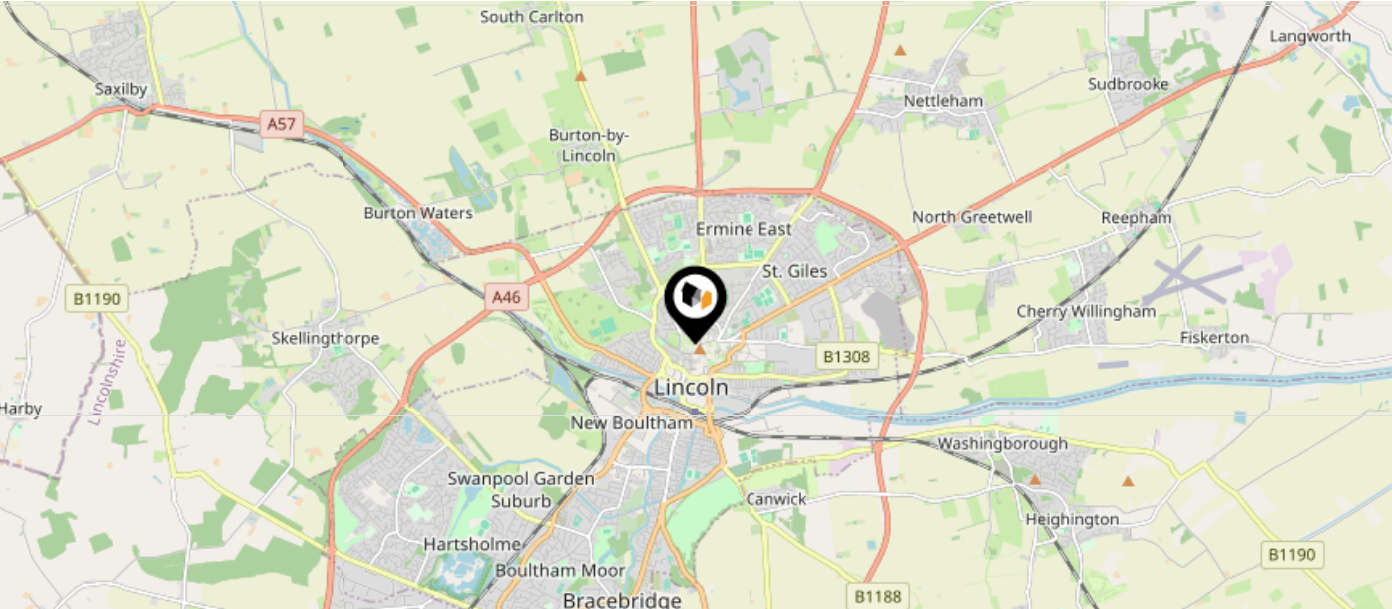 South Carlton
Langworth
Saxilby
Sudbrooke
Nettleham
A57
Burton-by-
Lincoln
Burton Waters
North Greetwell
Reepham
Ermine East
St. Giles
B1190
A46
Cherry Willingham
Skellingthorpe
Fiskerton
B1308
Lincolnshire
Lincoln
Harby
New Boultham
Washingborough
Swanpool Garden
Suburb
Canwick
Heighington
Hartsholme
B1190
Boultham Moor
B1188
Bracebridge